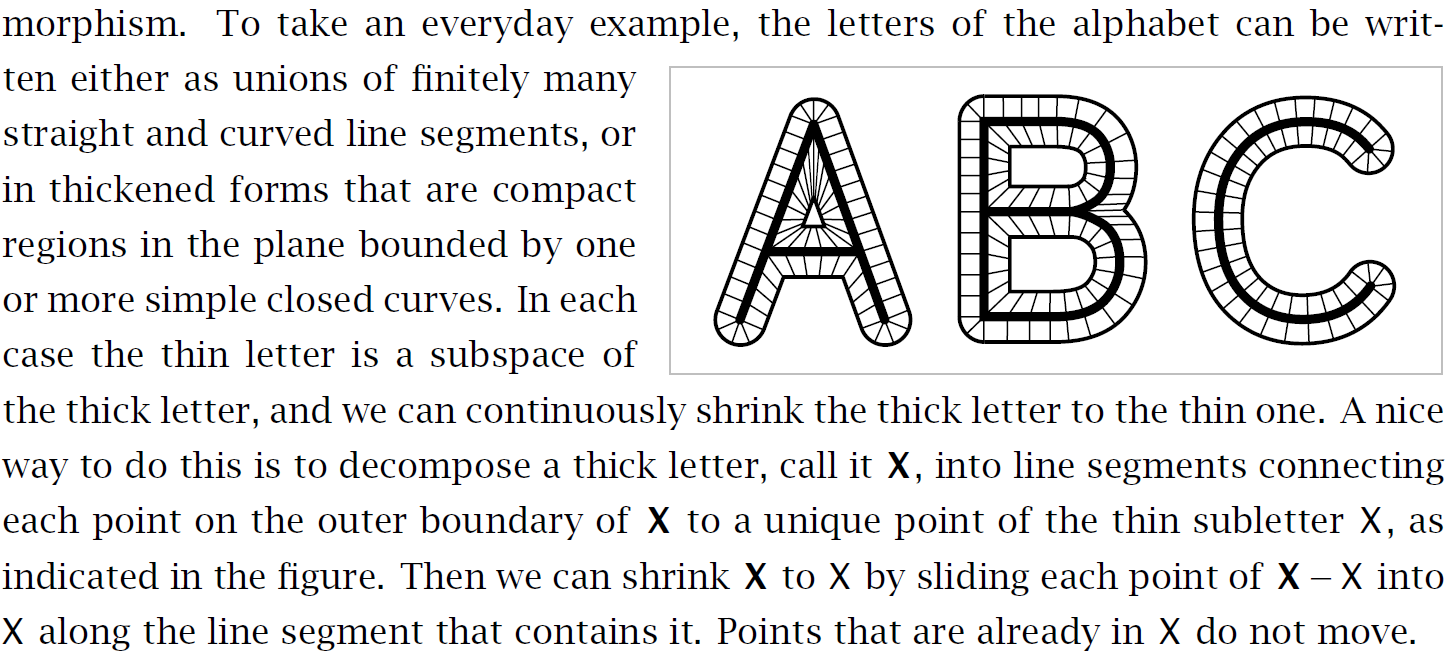 morphism. To take an everyday example, the letters of the alphabet can be writ-
ten either as unions of finitely many
straight and curved line segments, or
in thickened forms that are compact
regions in the plane bounded by one
or more simple closed curves. In each
case the thin letter is a subspace of
A B C
the thick letter, and we can continuously shrink the thick letter to the thin one. A nice
way to do this is to decompose a thick letter, call it X, into line segments connecting
each point on the outer boundary of X to a unique point of the thin subletter X, as
indicated in the figure. Then we can shrink X to X by sliding each point of X – X into
X along the line segment that contains it. Points that are already in X do not move.